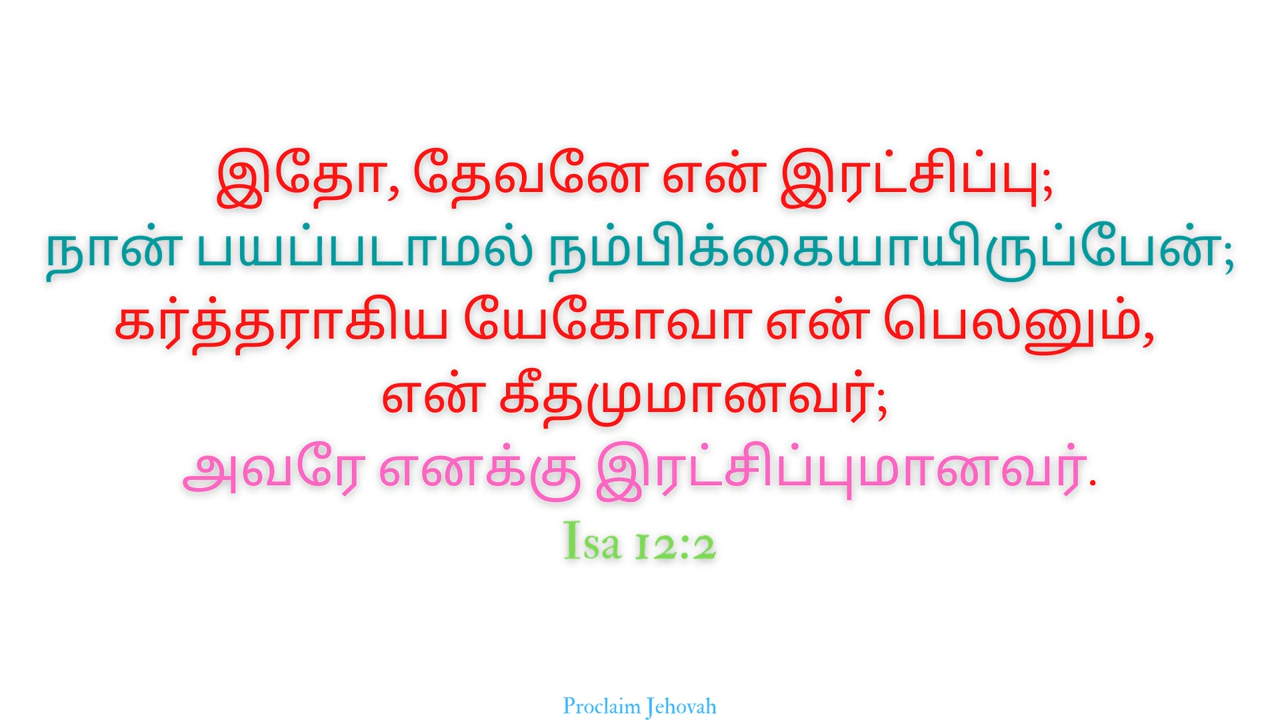 இதோ, தேவனே என் இரட்சிப்பு;
நான் பயப்படாமல் நம்பிக்கையாயிருப்பேன்;
கர்த்தராகிய யேகோவா என் பெலனும்,
என் கீதமுமானவர்;
அவரே எனக்கு இரட்சிப்புமானவர்.
Isa 12:2
Proclaim Jehovah